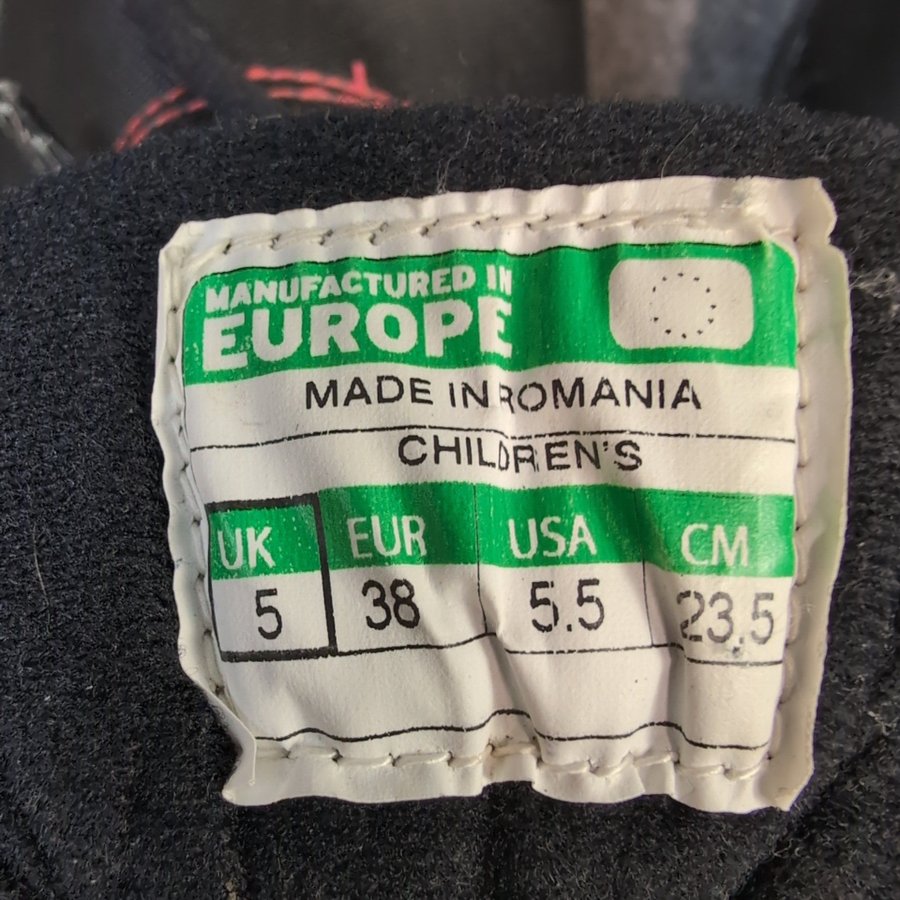 MANUFACTURED IN
EUROPE
MADE IN ROMANIA
CHILDREN'S
UK EUR USA CM
5 38 5.5 23.5